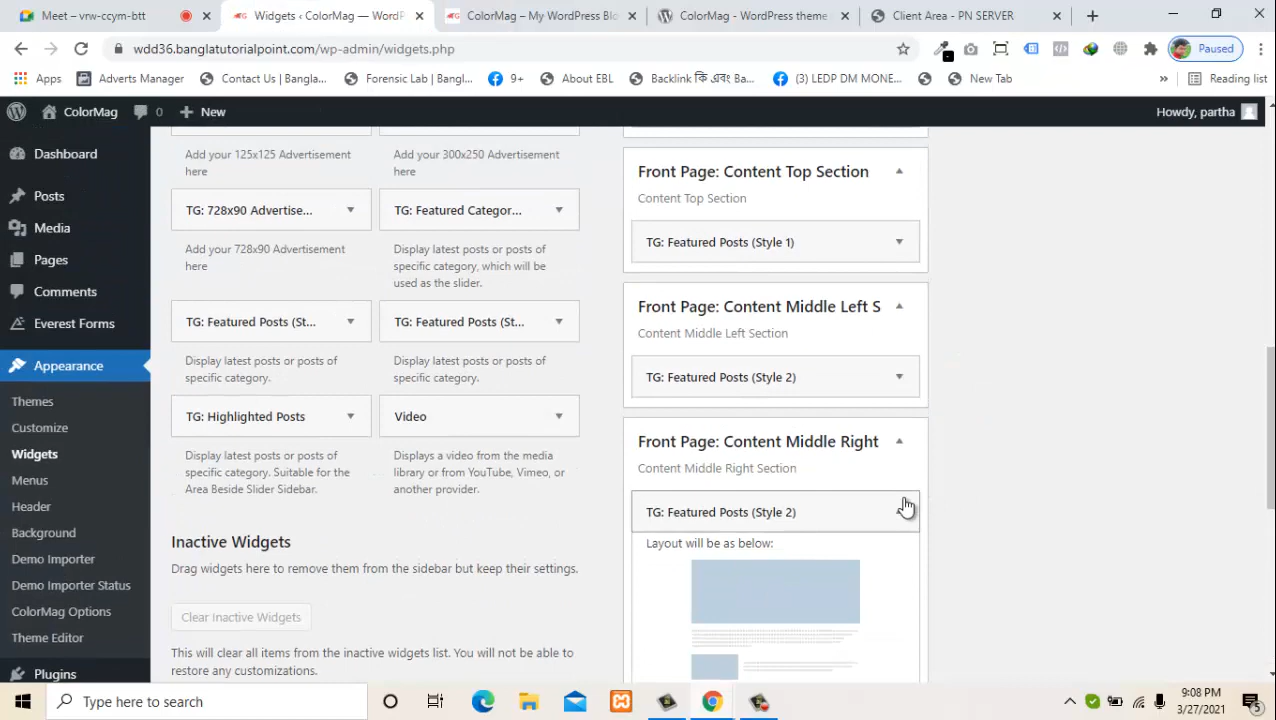 Meet – vrw-ccym-btt
Widgets ‹ ColorMag — WordP
ColorMag – My WordPress Blo
ColorMag - WordPress theme
Client Area - PN SERVER
wdd36.banglatutorialpoint.com/wp-admin/widgets.php
Paused
Apps
Adverts Manager
Contact Us | Bangla...
Forensic Lab | Bangl...
9+
About EBL
Backlink কি এবং Ba...
(3) LEDP DM MONE...
New Tab
»
Reading list
ColorMag
0
New
Howdy, partha
Dashboard
Posts
Media
Pages
Comments
Everest Forms
Appearance
Themes
Customize
Widgets
Menus
Header
Background
Demo Importer
Demo Importer Status
ColorMag Options
Theme Editor
Plugins
Add your 125x125 Advertisement
here
Add your 300x250 Advertisement
here
TG: 728x90 Advertise...
TG: Featured Categor...
Add your 728x90 Advertisement
here
Display latest posts or posts of
specific category, which will be
used as the slider.
TG: Featured Posts (St...
TG: Featured Posts (St...
Display latest posts or posts of
specific category.
Display latest posts or posts of
specific category.
TG: Highlighted Posts
Video
Display latest posts or posts of
specific category. Suitable for the
Area Beside Slider Sidebar.
Displays a video from the media
library or from YouTube, Vimeo, or
another provider.
Inactive Widgets
Drag widgets here to remove them from the sidebar but keep their settings.
Clear Inactive Widgets
This will clear all items from the inactive widgets list. You will not be able to
restore any customizations.
Front Page: Content Top Section
Content Top Section
TG: Featured Posts (Style 1)
Front Page: Content Middle Left S
Content Middle Left Section
TG: Featured Posts (Style 2)
Front Page: Content Middle Right
Content Middle Right Section
TG: Featured Posts (Style 2)
Layout will be as below:
Type here to search
9:08 PM
3/27/2021
5